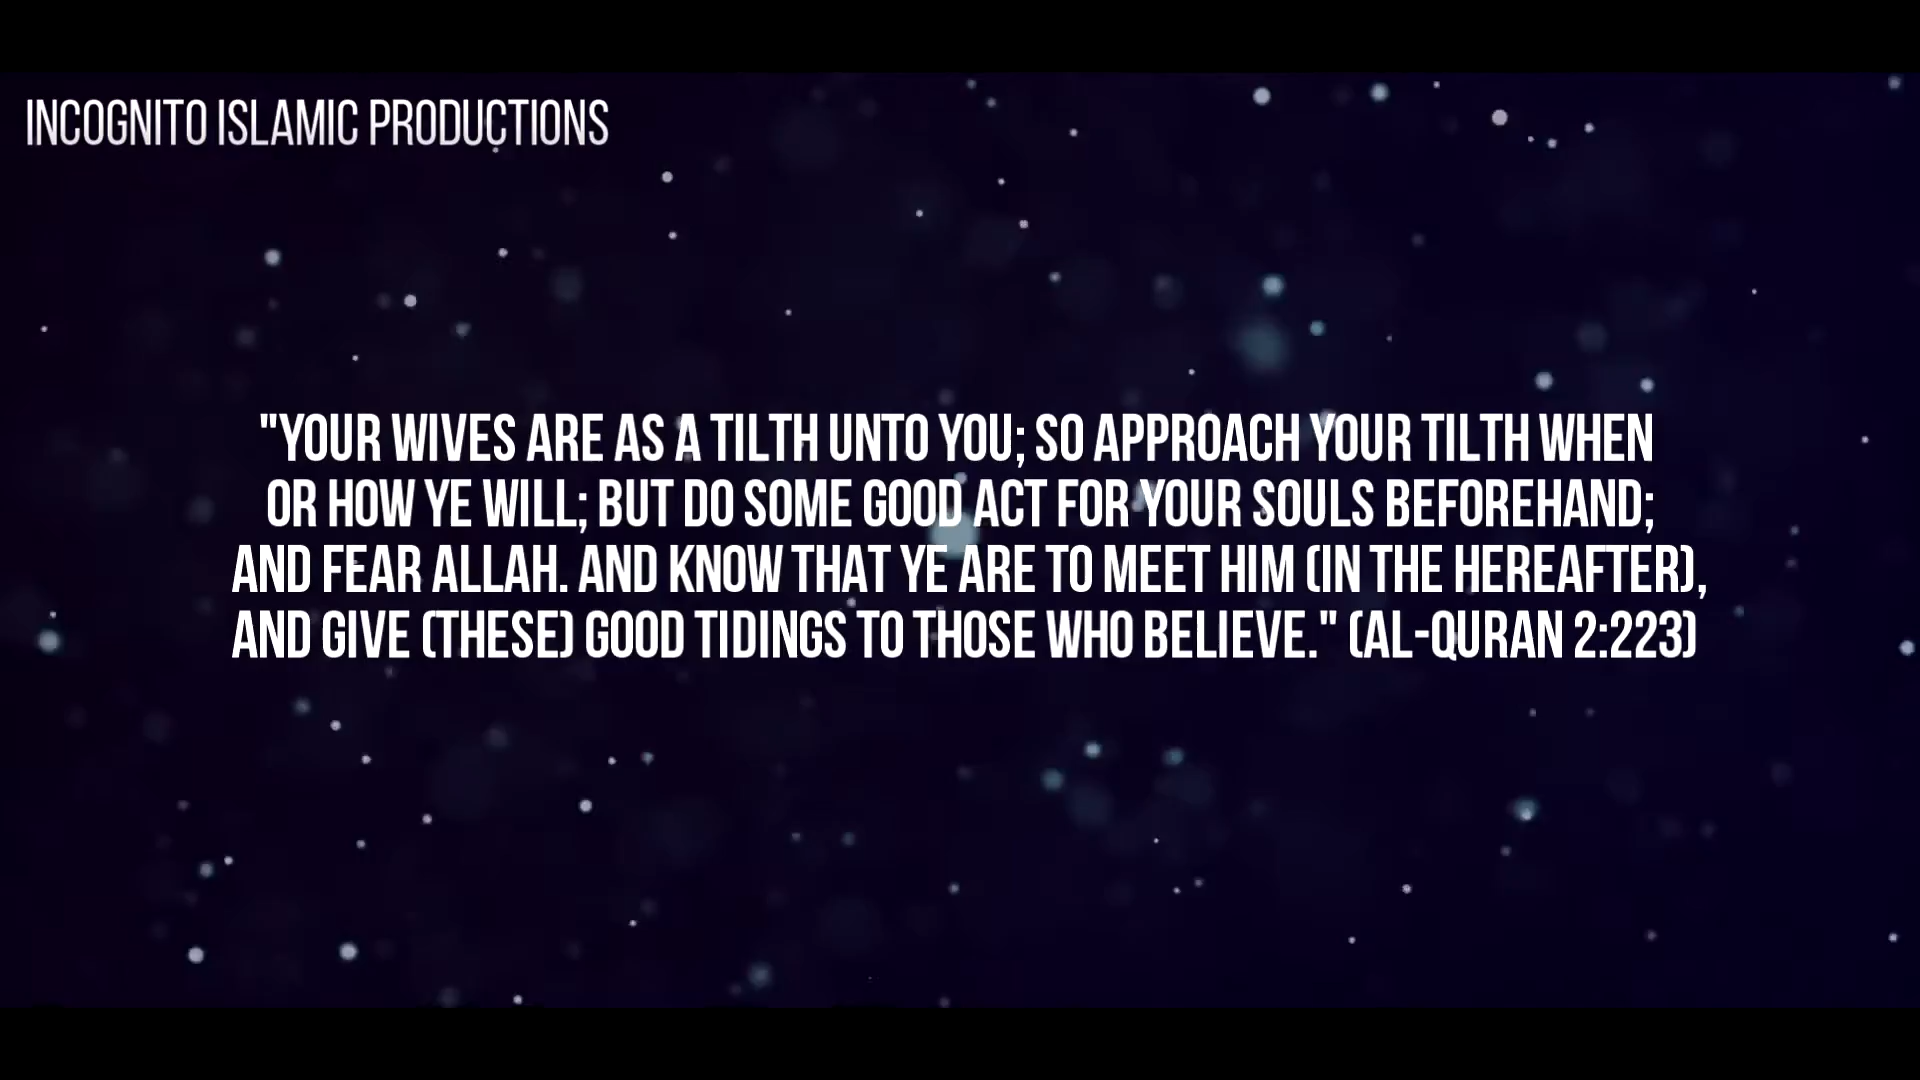 INCOGNITO ISLAMIC PRODUCTIONS
"YOUR WIVES ARE AS A TILTH UNTO YOU; SO APPROACH YOUR TILTH WHEN
OR HOW YE WILL; BUT DO SOME GOOD ACT FOR YOUR SOULS BEFOREHAND;
AND FEAR ALLAH. AND KNOW THAT YE ARE TO MEET HIM (IN THE HEREAFTER),
AND GIVE (THESE) GOOD TIDINGS TO THOSE WHO BELIEVE." (AL-QURAN 2:223)